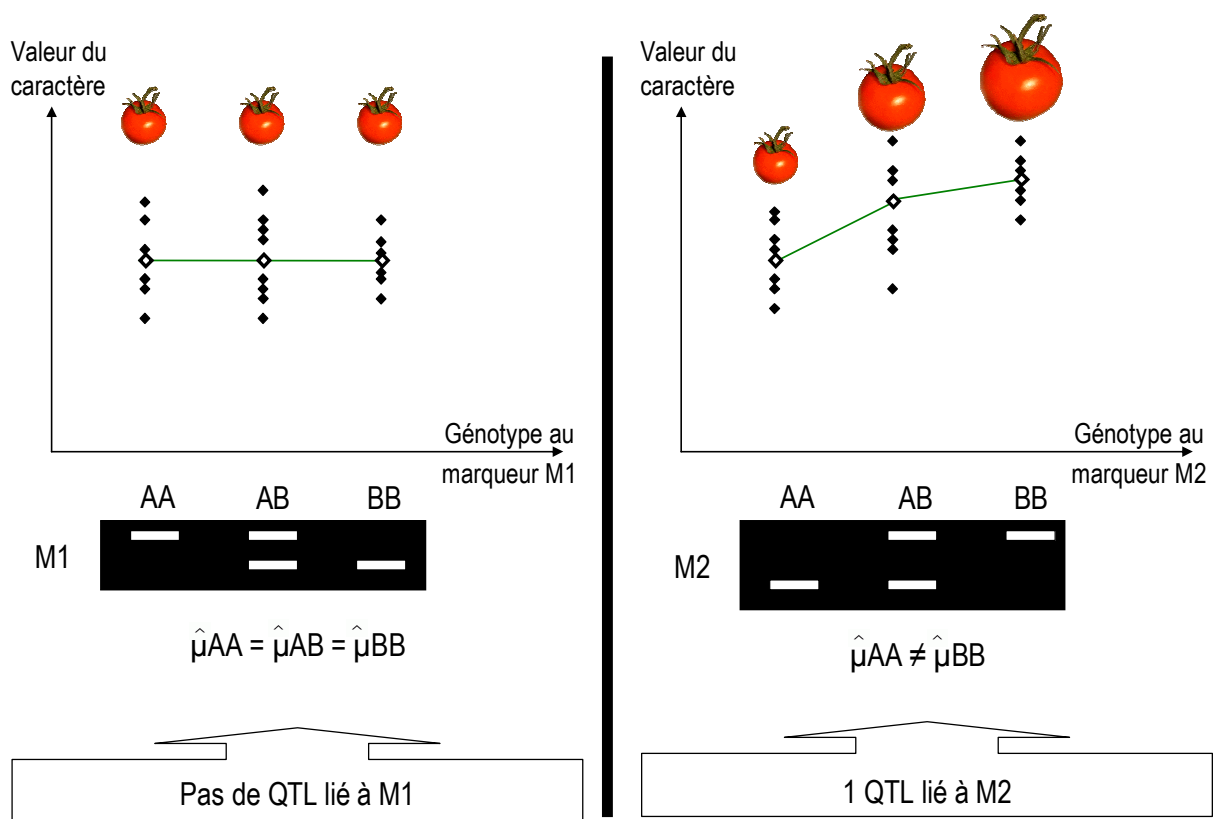 Valeur du
caractère
Génotype au
marqueur M1
AA AB BB
M1
µ̂AA = µ̂AB = µ̂BB
Pas de QTL lié à M1
Valeur du
caractère
Génotype au
marqueur M2
AA AB BB
M2
µ̂AA ≠ µ̂BB
1 QTL lié à M2